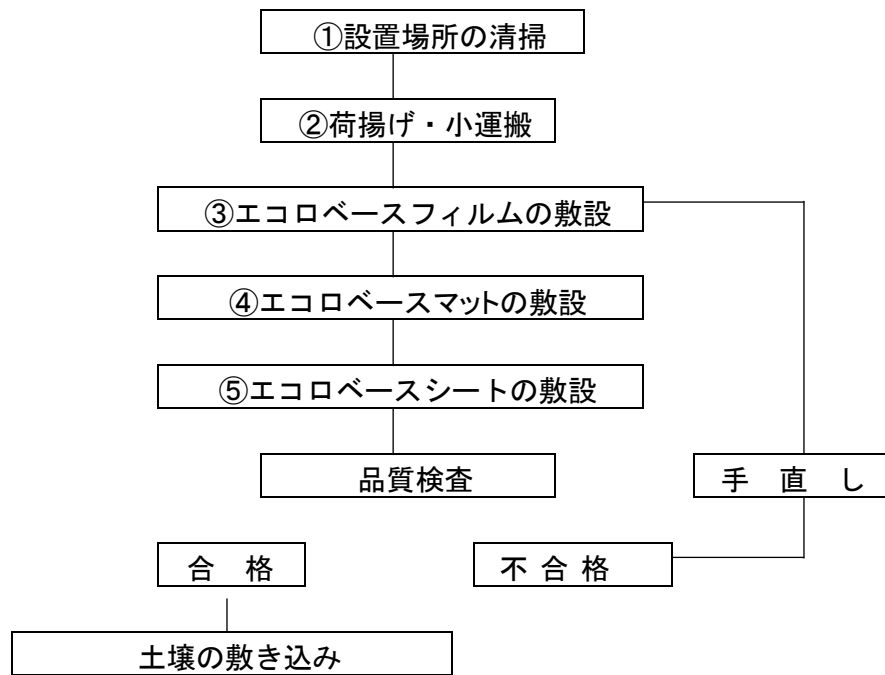 ①設置場所の清掃
②荷揚げ・小運搬
③エコロベースフィルムの敷設
④エコロベースマットの敷設
⑤エコロベースシートの敷設
品質検査
手　直　し
合　格
不 合 格
土壌の敷き込み